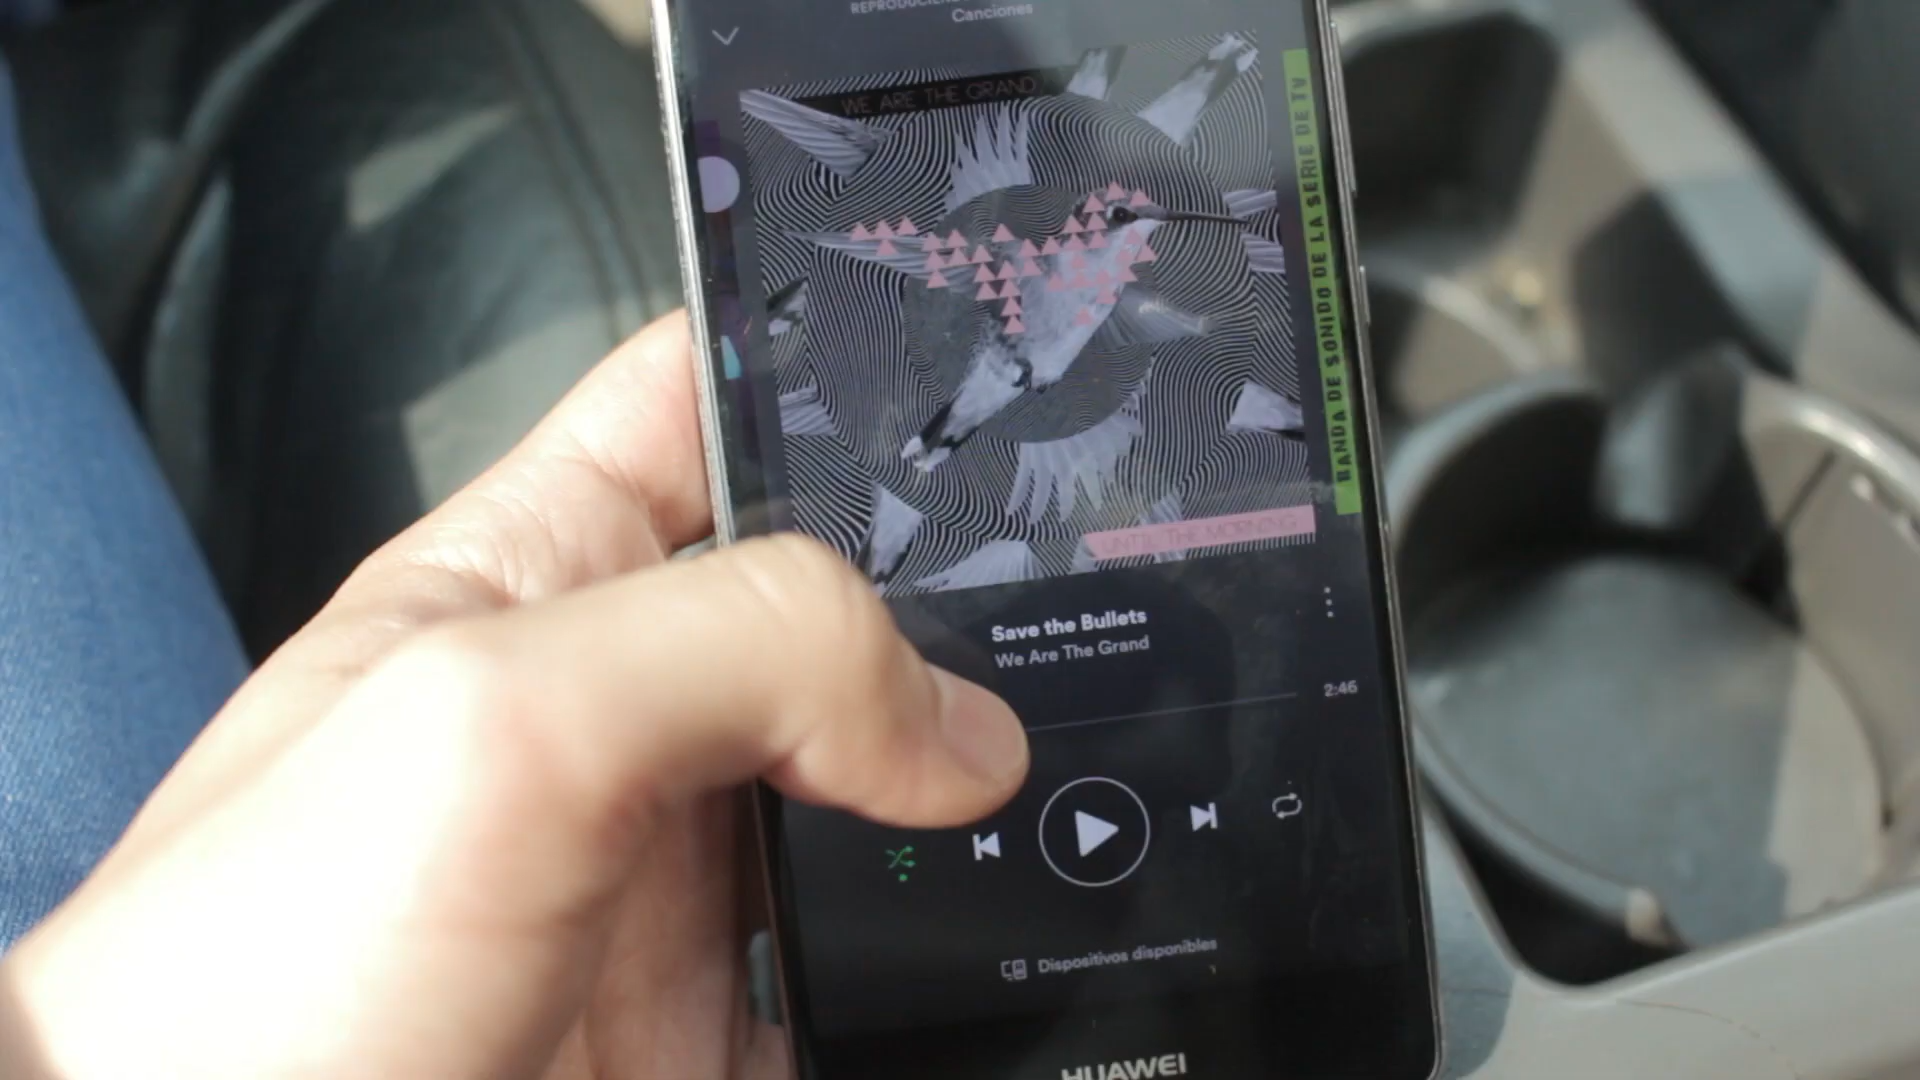 Canciones
WE ARE THE GRAND
BANDA DE SONIDO DE LA SERIE DE TV
UNTIL THE MORNING
Save the Bullets
We Are The Grand
2:46
Dispositivos disponibles
HUAWEI